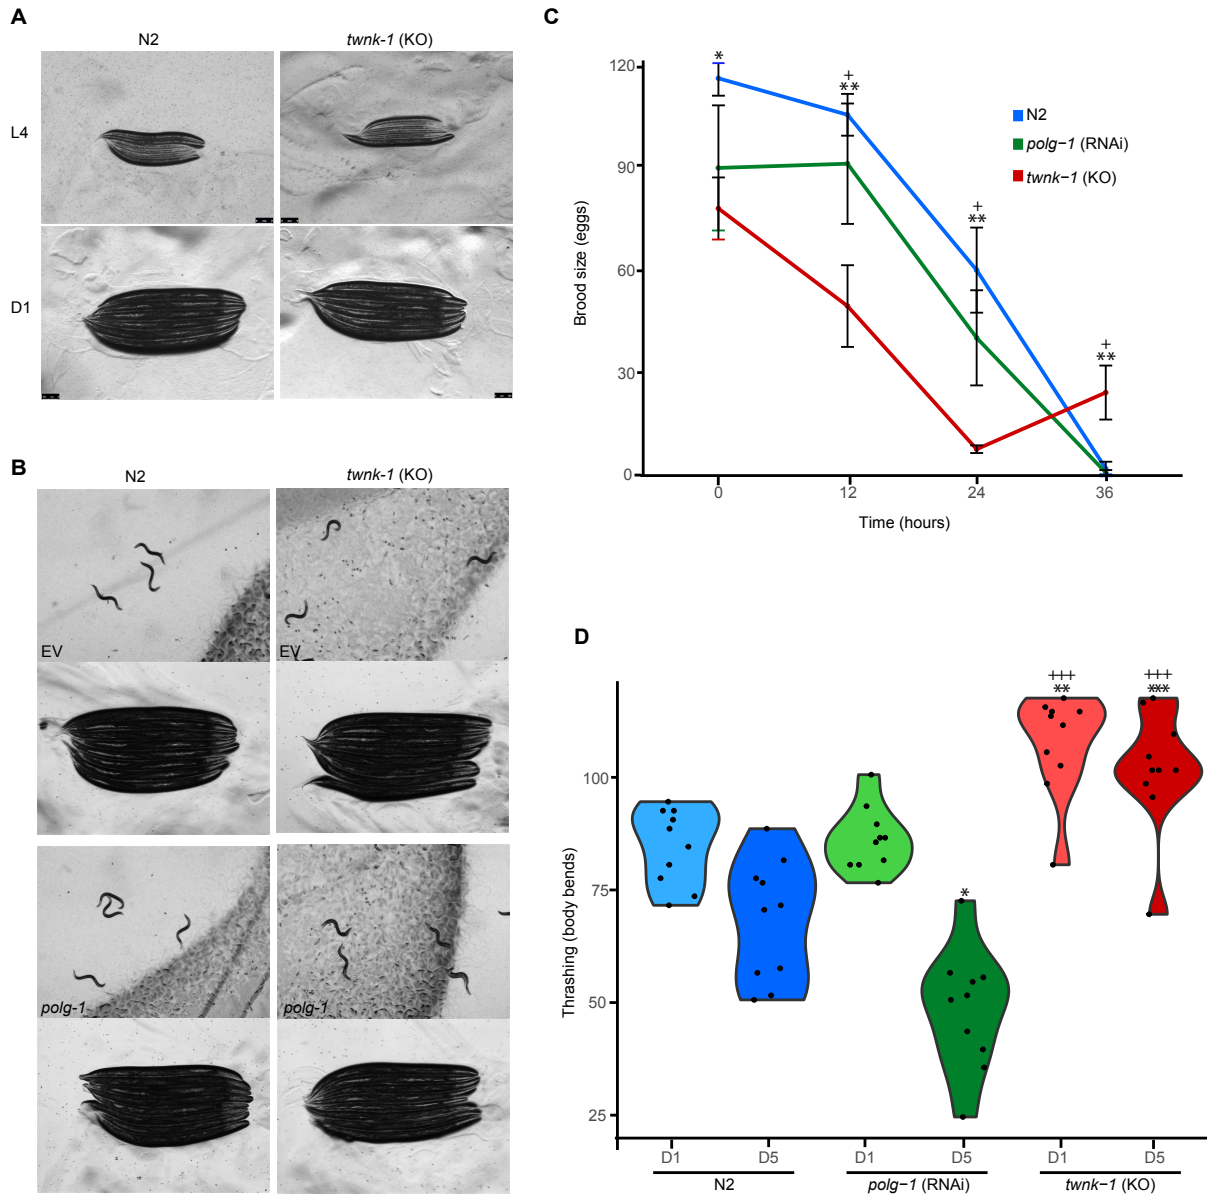 A
N2
twnk-1 (KO)
L4
D1
B
N2
twnk-1 (KO)
EV
EV
polg-1
polg-1
C
120
90
60
30
0
Brood size (eggs)
*
+
**
+
**
+
**
N2
polg−1 (RNAi)
twnk−1 (KO)
0
12
24
36
Time (hours)
D
100
75
50
25
Thrashing (body bends)
*
+++
**
+++
***
D1
D5
D1
D5
D1
D5
N2
polg−1 (RNAi)
twnk−1 (KO)